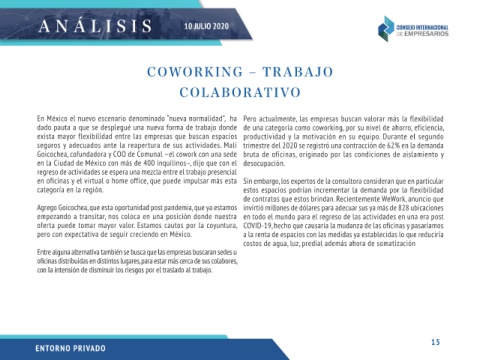 ANÁLISIS
10 JULIO 2020
CONSEJO INTERNACIONAL
DE EMPRESARIOS
COWORKING – TRABAJO
COLABORATIVO
En México el nuevo escenario denominado "nueva normalidad", ha
dado pauta a que se desplegué una nueva forma de trabajo donde
exista mayor flexibilidad entre las empresas que buscan espacios
seguros y adecuados ante la reapertura de sus actividades. Mali
Goicochea, cofundadora y COO de Comunal –el cowork con una sede
en la Ciudad de México con más de 400 inquilinos–, dijo que con el
regreso de actividades se espera una mezcla entre el trabajo presencial
en oficinas y el virtual o home office, que puede impulsar más esta
categoría en la región.
Agrego Goicochea, que esta oportunidad post pandemia, que ya estamos
empezando a transitar, nos coloca en una posición donde nuestra
oferta puede tomar mayor valor. Estamos cautos por la coyuntura,
pero con expectativa de seguir creciendo en México.
Entre alguna alternativa también se busca que las empresas buscaran sedes u
oficinas distribuidas en distintos lugares, para estar más cerca de sus colabores,
con la intensión de disminuir los riesgos por el traslado al trabajo.
Pero actualmente, las empresas buscan valorar más la flexibilidad
de una categoría como coworking, por su nivel de ahorro, eficiencia,
productividad y la motivación en su equipo. Durante el segundo
trimestre del 2020 se registró una contracción de 62% en la demanda
bruta de oficinas, originado por las condiciones de aislamiento y
desocupación.
Sin embargo, los expertos de la consultora consideran que en particular
estos espacios podrían incrementar la demanda por la flexibilidad
de contratos que estos brindan. Recientemente WeWork, anuncio que
invirtió millones de dólares para adecuar sus ya más de 828 ubicaciones
en todo el mundo para el regreso de las actividades en una era post
COVID-19, hecho que causaría la mudanza de las oficinas y pasaríamos
a la renta de espacios con las medidas ya establecidas lo que reduciría
costos de agua, luz, predial además ahora de somatización
ENTORNO PRIVADO
15